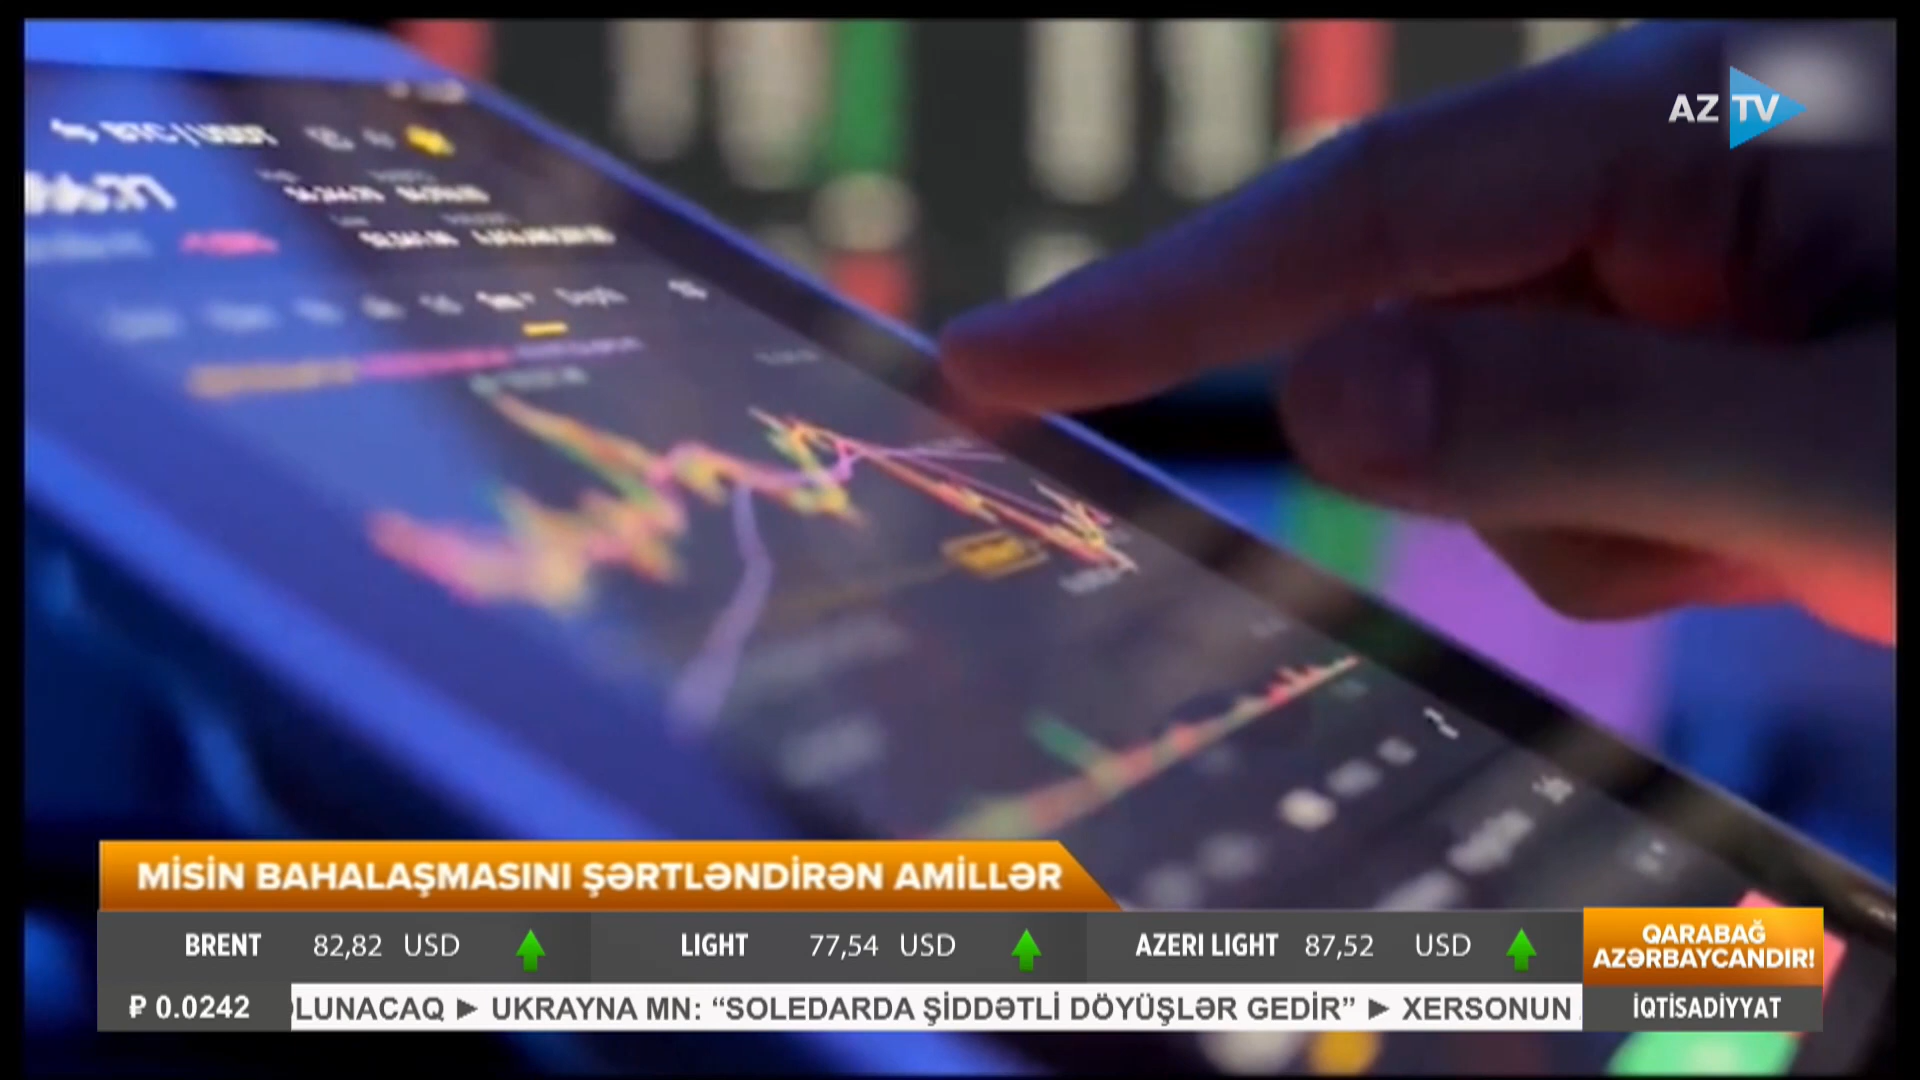 AZ TV
MİSİN BAHALAŞMASINI ŞƏRTLƏNDİRƏN AMİLLƏR
BRENT 82,82 USD LIGHT 77,54 USD AZERI LIGHT 87,52 USD
QARABAĞ
AZƏRBAYCANDIR!
₽ 0.0242 LUNACAQ ► UKRAYNA MN: “SOLEDARDA ŞİDDƏTLİ DÖYÜŞLƏR GEDİR” ► XERSONUN
İQTİSADİYYAT